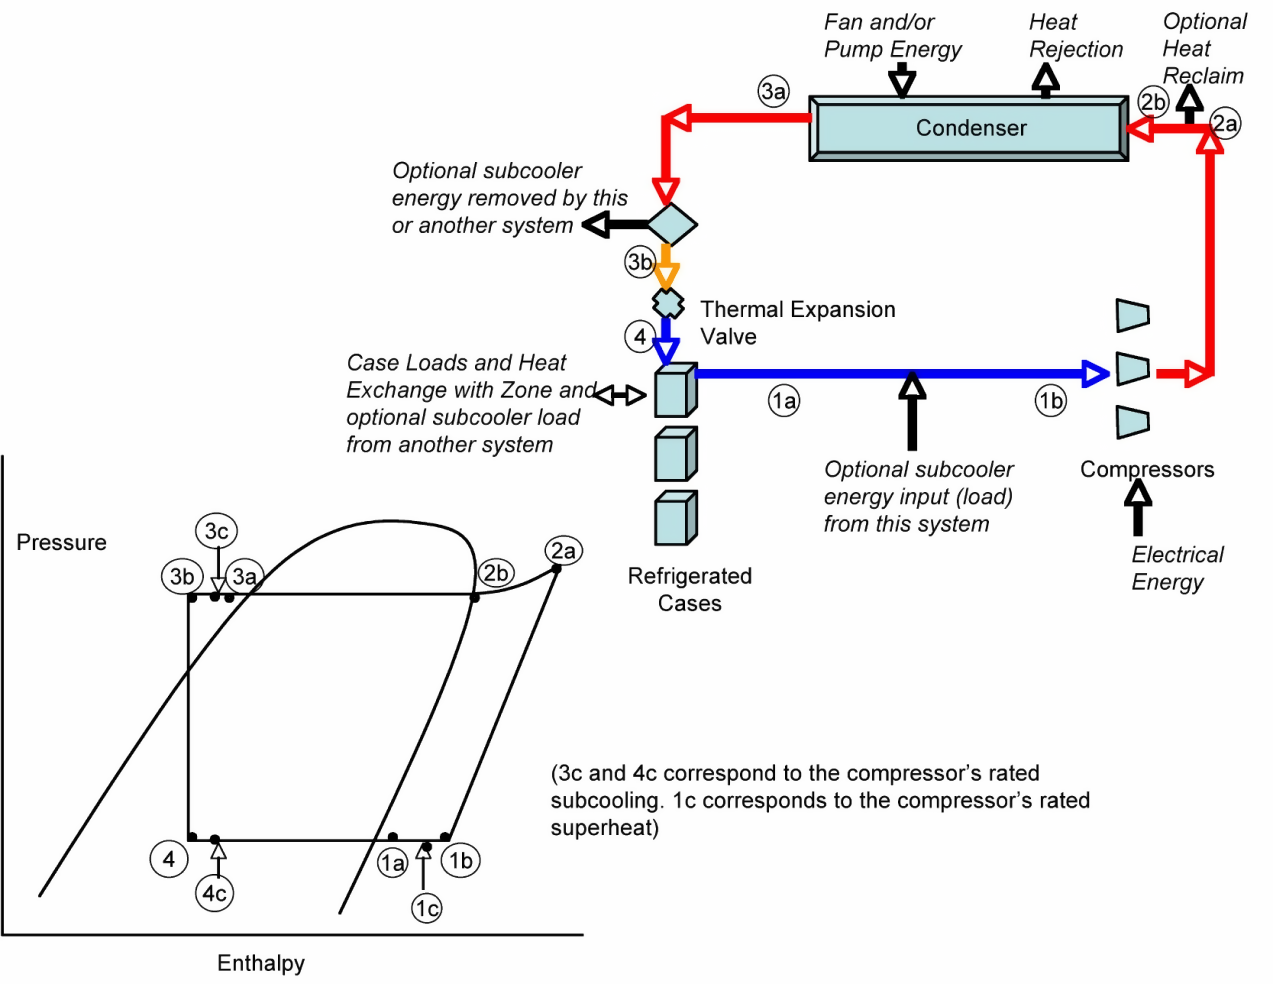 Fan and/or
Pump Energy
Heat
Rejection
Optional
Heat
Reclaim
3a
2b
2a
Condenser
Optional subcooler
energy removed by this
or another system
3b
Thermal Expansion
Valve
4
Case Loads and Heat
Exchange with Zone and
optional subcooler load
from another system
1a
1b
Optional subcooler
energy input (load)
from this system
Compressors
Electrical
Energy
Refrigerated
Cases
Pressure
3c
3b
3a
2b
2a
(3c and 4c correspond to the compressor's rated
subcooling. 1c corresponds to the compressor's rated
superheat)
4
4c
1a
1b
1c
Enthalpy